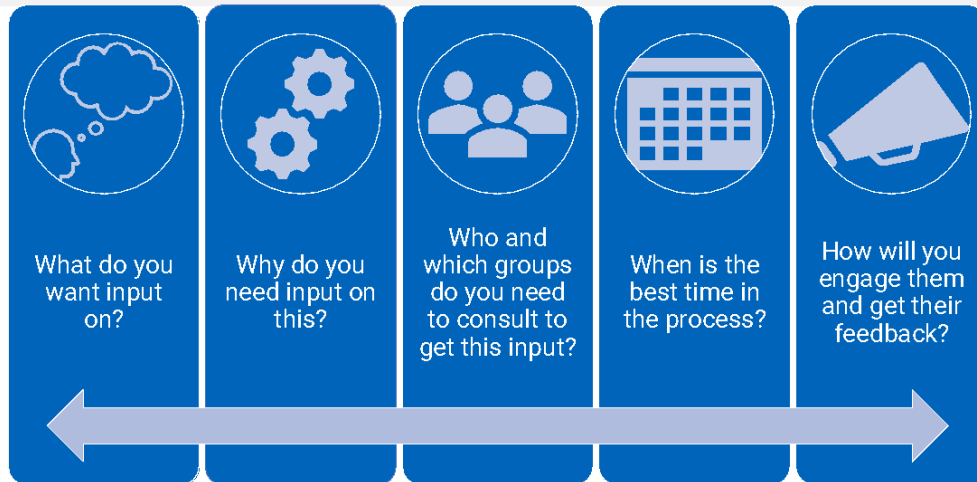 What do you
want input
on?
Why do you
need input on
this?
Who and
which groups
do you need
to consult to
get this input?
When is the
best time in
the process?
How will you
engage them
and get their
feedback?